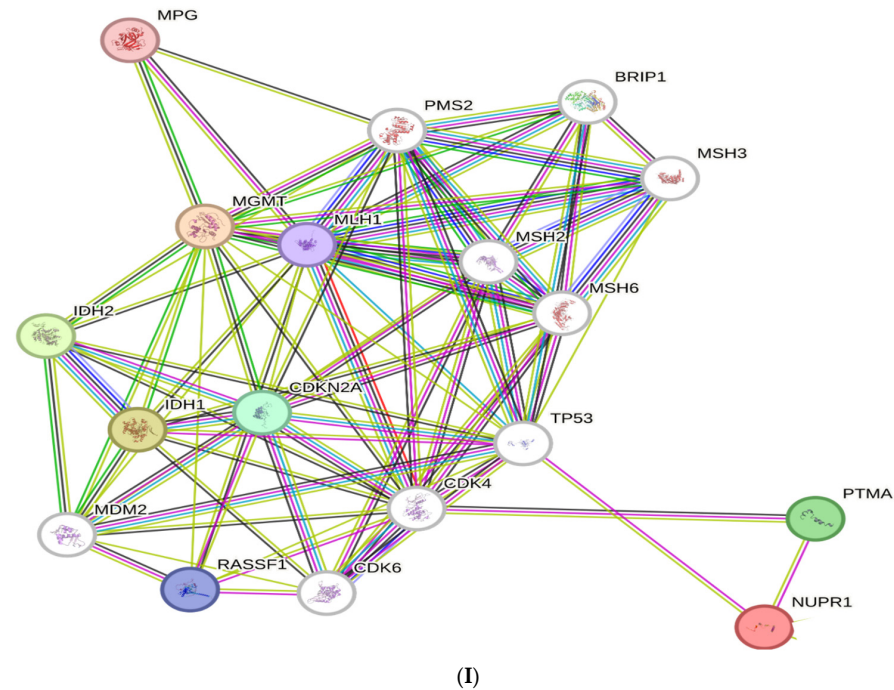 MPG
BRIP1
PMS2
MSH3
MGMT
MLH1
MSH2
MSH6
IDH2
CDKN2A
IDH1
TP53
CDK4
PTMA
MDM2
RASSF1
CDK6
NUPR1
(I)